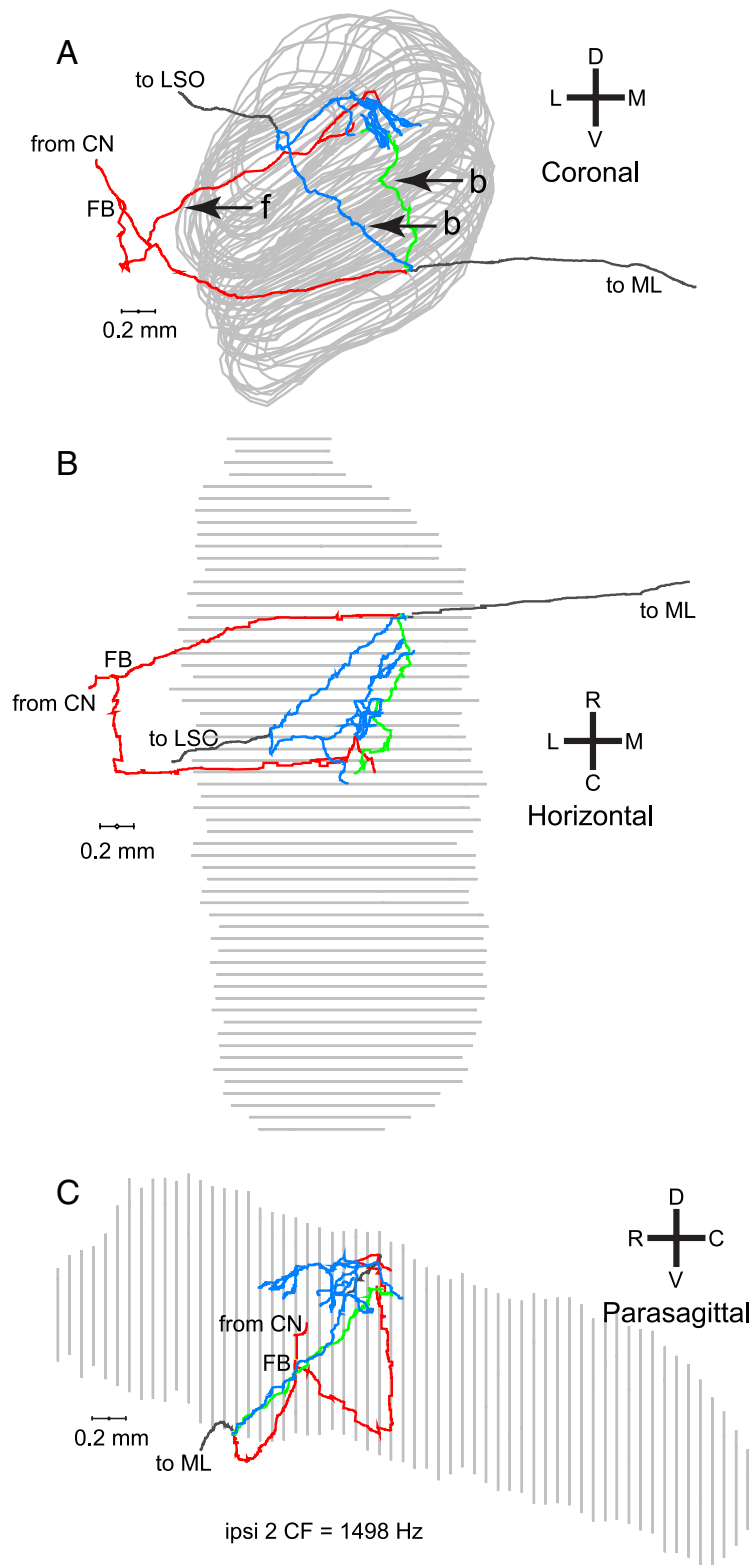 A
to LSO
from CN
FB
f
b
b
to ML
0.2 mm
D
L
M
V
Coronal
B
FB
from CN
to LSO
to ML
0.2 mm
R
L
M
C
Horizontal
C
from CN
FB
to ML
0.2 mm
D
R
C
V
Parasagittal
ipsi 2 CF = 1498 Hz